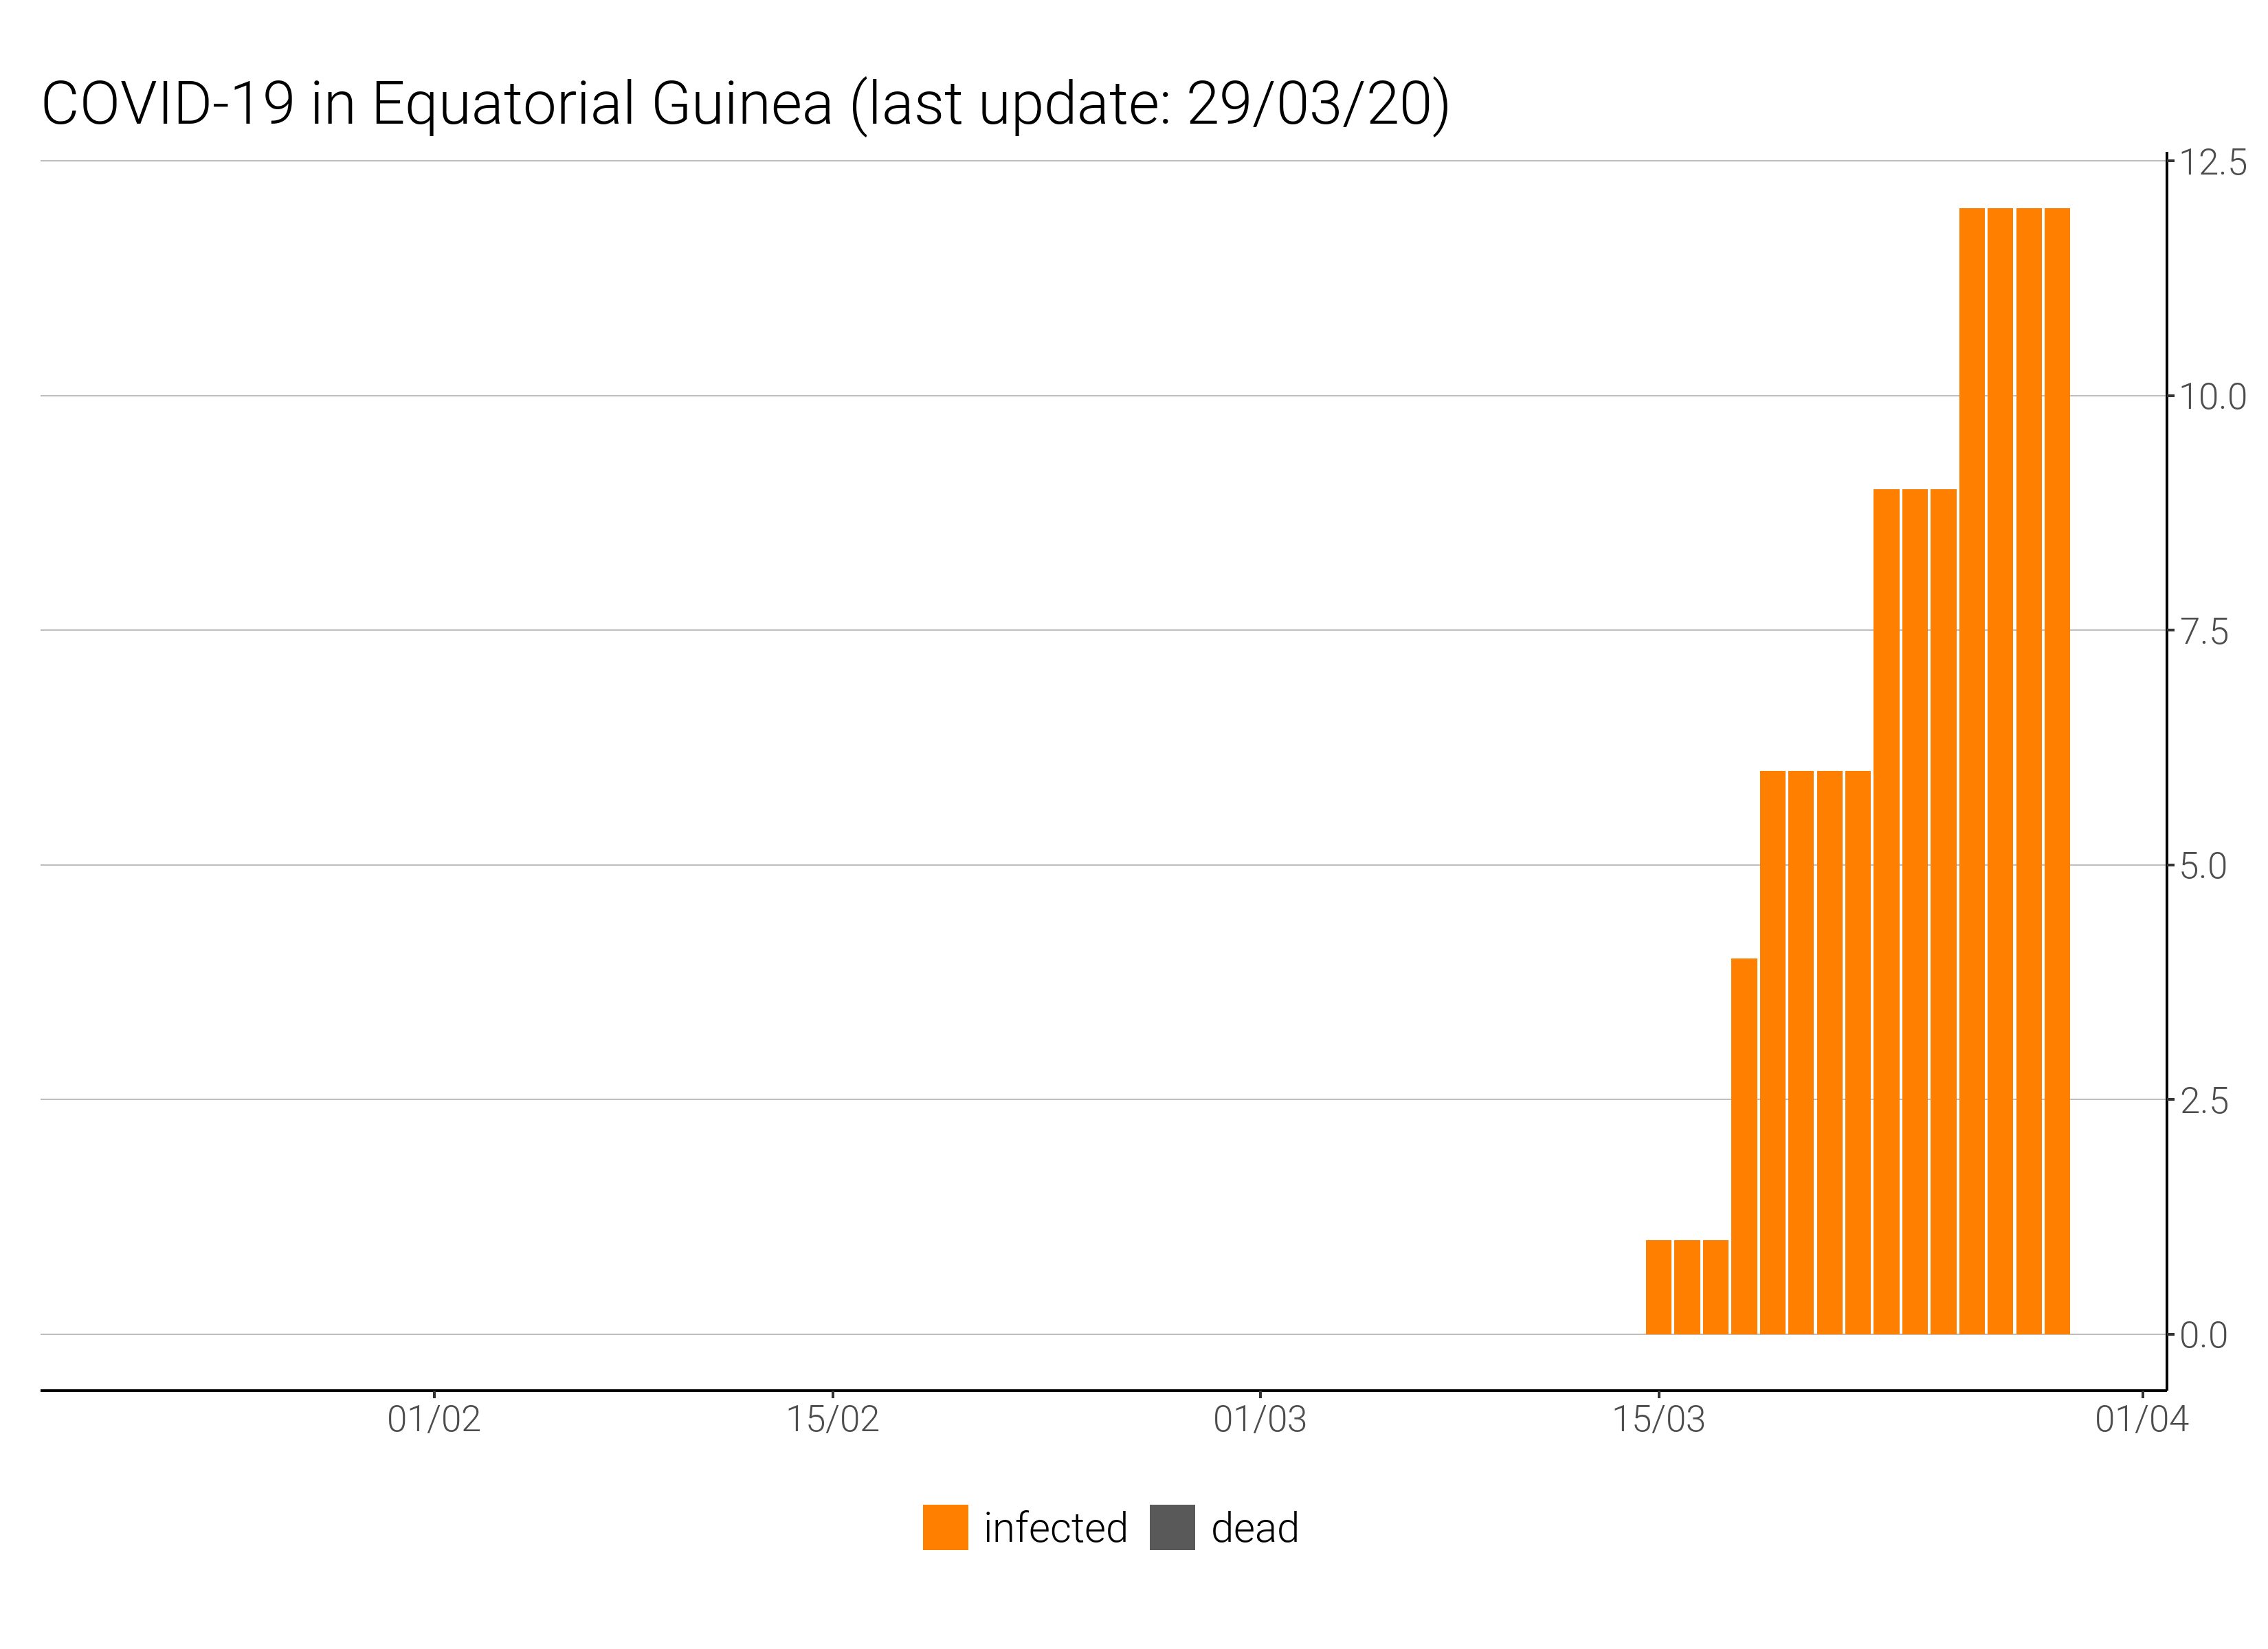 COVID-19 in Equatorial Guinea (last update: 29/03/20)
12.5
10.0
7.5
5.0
2.5
0.0
01/02 15/02 01/03 15/03 01/04
infected dead